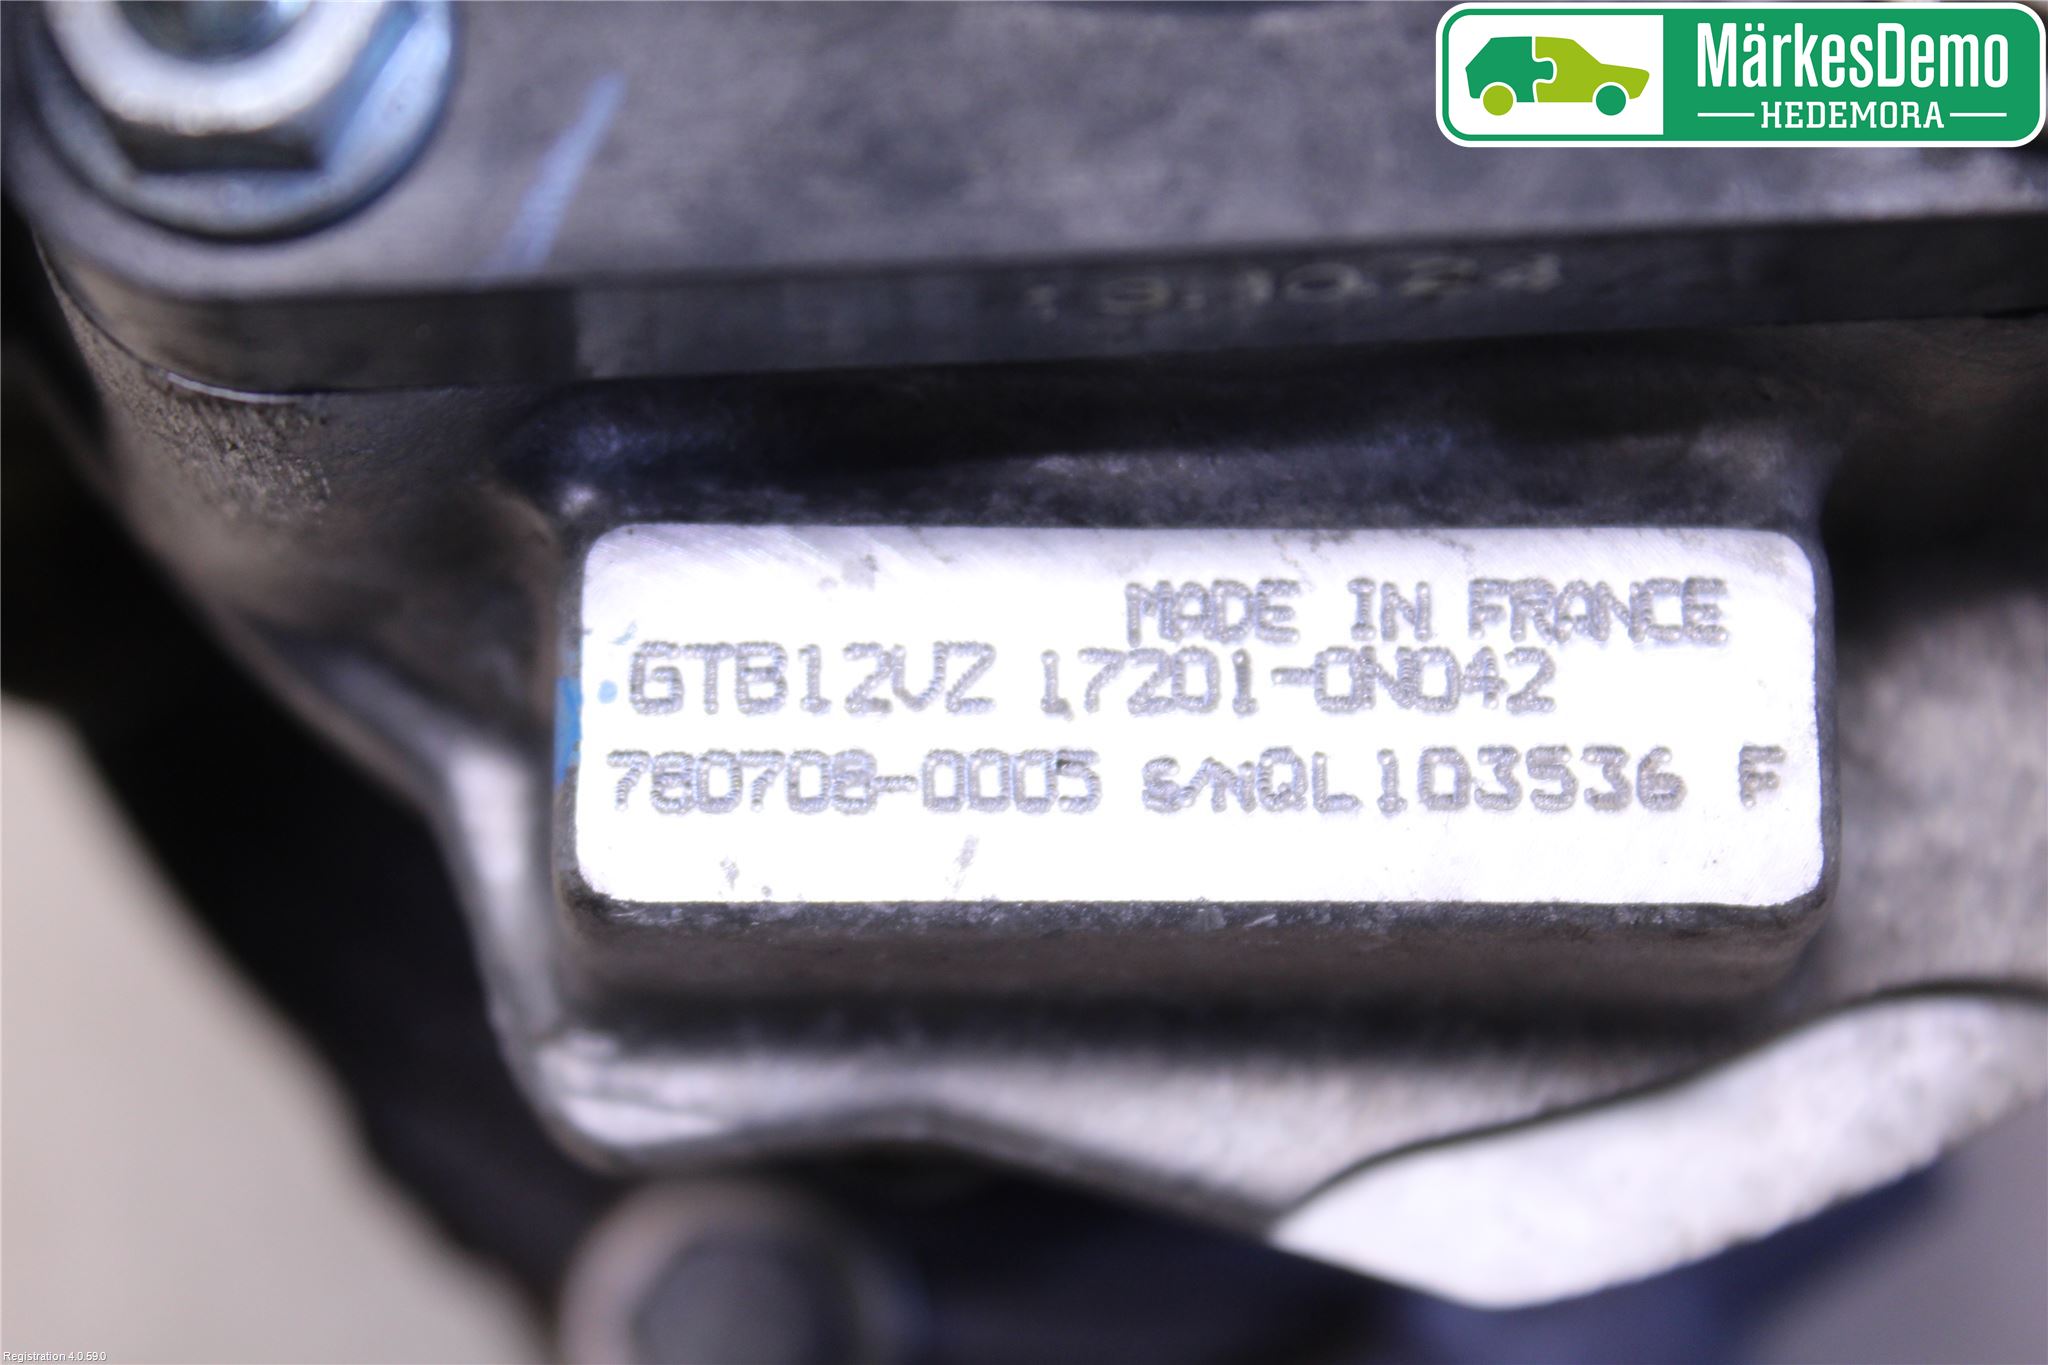 MärkesDemo
HEDEMORA
MADE IN FRANCE
GTB12VZ 17201-0N042
780708-0005 S/NQL103536 F
Registration 4.0.59.0